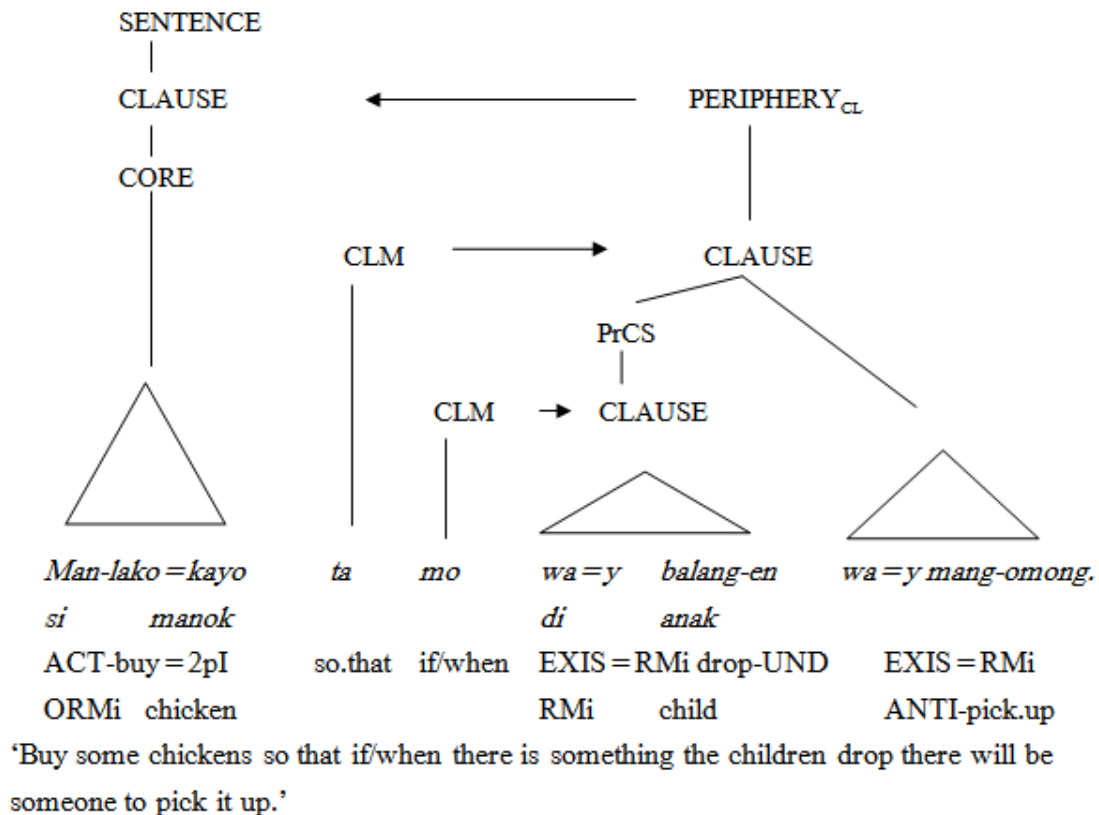 SENTENCE
CLAUSE PERIPHERY_CL
CORE
CLM CLAUSE
PrCS
CLM CLAUSE
Man-lako=kayo ta mo wa=y balang-en wa=y mang-omong.
si manok di anak
ACT-buy=2pI so.that if/when EXIS=RMi drop-UND EXIS=RMi
ORMi chicken RMi child ANTI-pick.up
‘Buy some chickens so that if/when there is something the children drop there will be
someone to pick it up.’